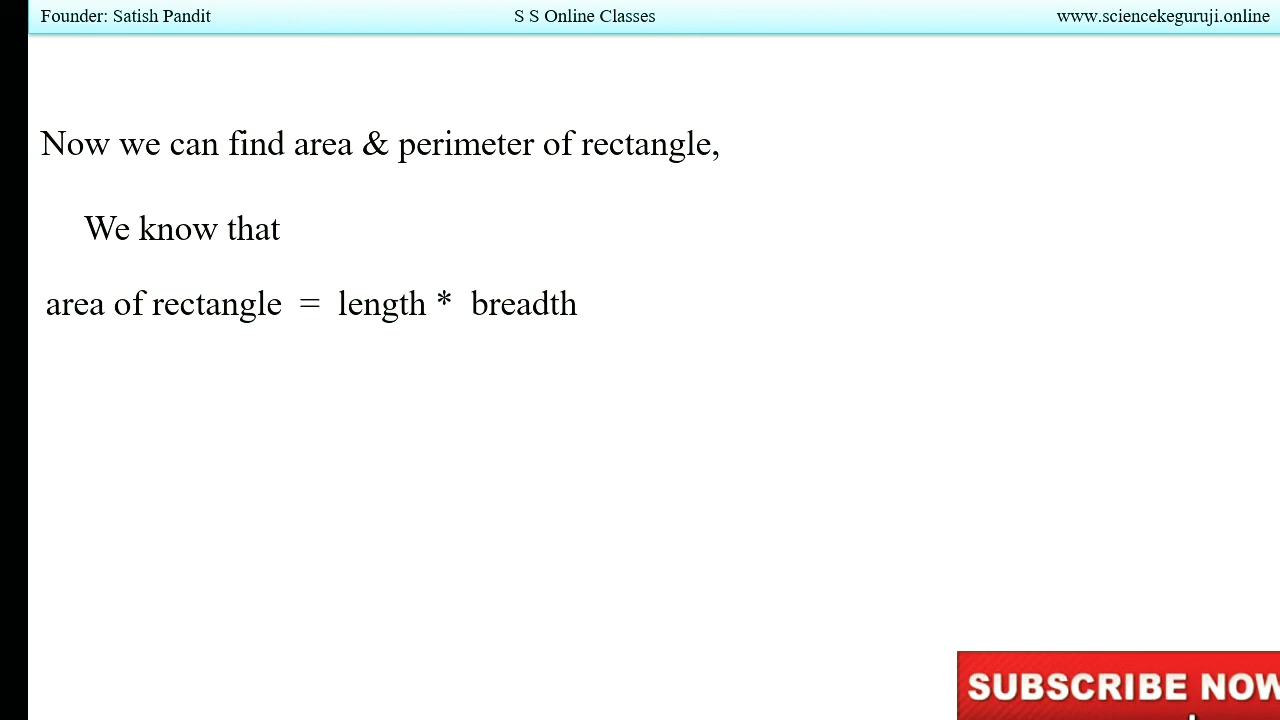 Founder: Satish Pandit S S Online Classes www.sciencekeguruji.online
Now we can find area & perimeter of rectangle,
We know that
area of rectangle = length * breadth
SUBSCRIBE NOW